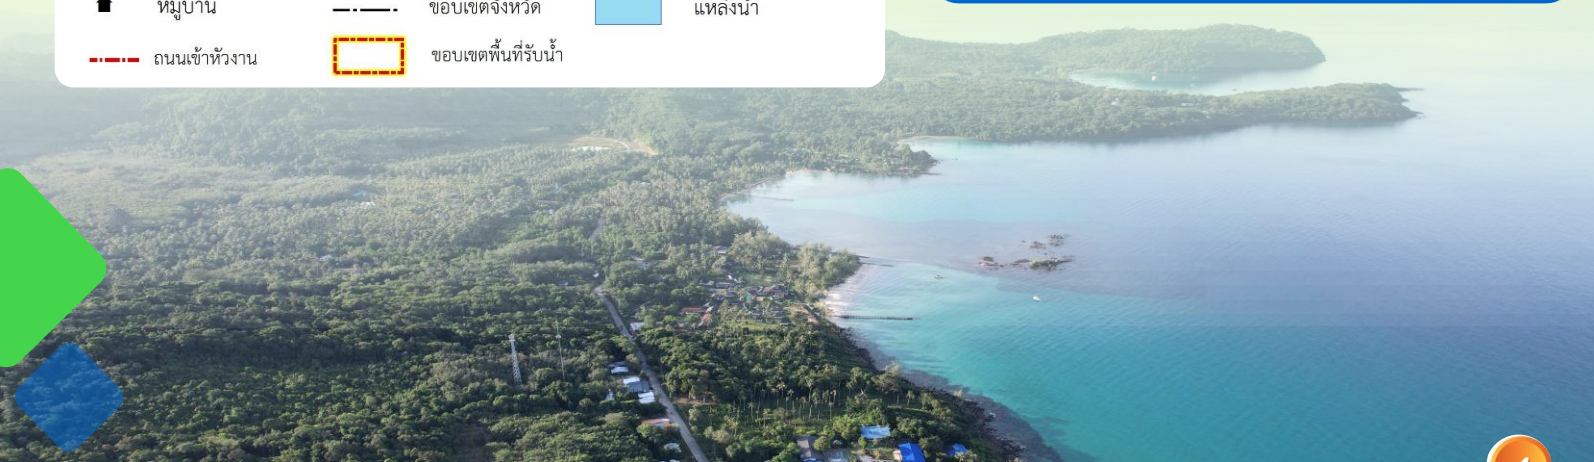 หมู่บ้าน ขอบเขตจังหวัด แหล่งน้ำ
ถนนเข้าหัวงาน ขอบเขตพื้นที่รับน้ำ